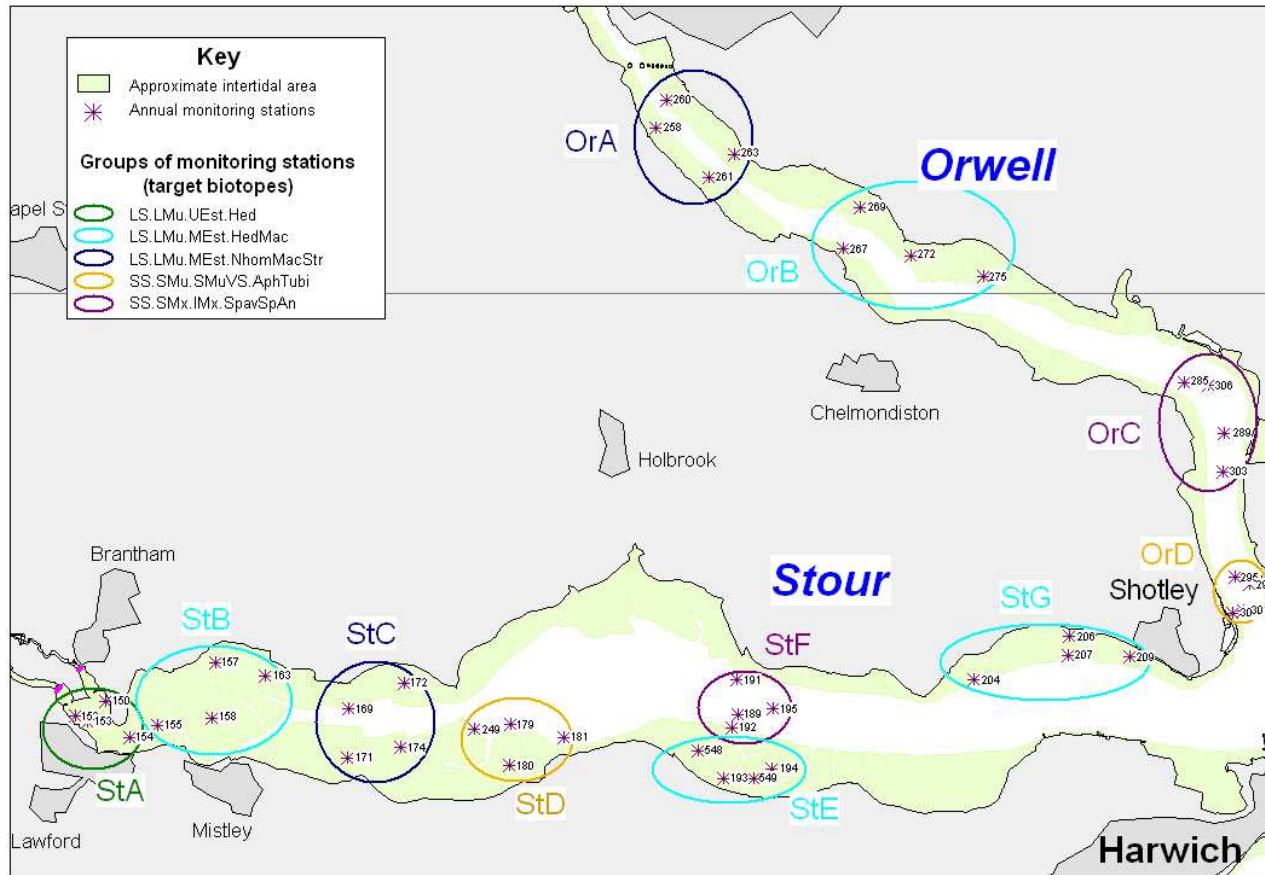 Key
Approximate intertidal area
Annual monitoring stations
Groups of monitoring stations
(target biotopes)
LS.LMu.UEst.Hed
LS.LMu.MEst.HedMac
LS.LMu.MEst.NhomMacStr
SS.SMu.SMuVS.AphTubi
SS.SMx.IMx.SpavSpAn
apel S
OrA
260
258
263
261
Orwell
OrB
269
267
272
275
Chelmondiston
Holbrook
OrC
285
306
289
303
OrD
295
Shotley
Stour
StG
206
207
209
204
Brantham
StB
157
163
155
158
StC
172
169
171
174
StF
191
189
195
192
150
153
154
StA
249
179
181
180
StD
548
193
549
194
StE
Lawford
Mistley
Harwich